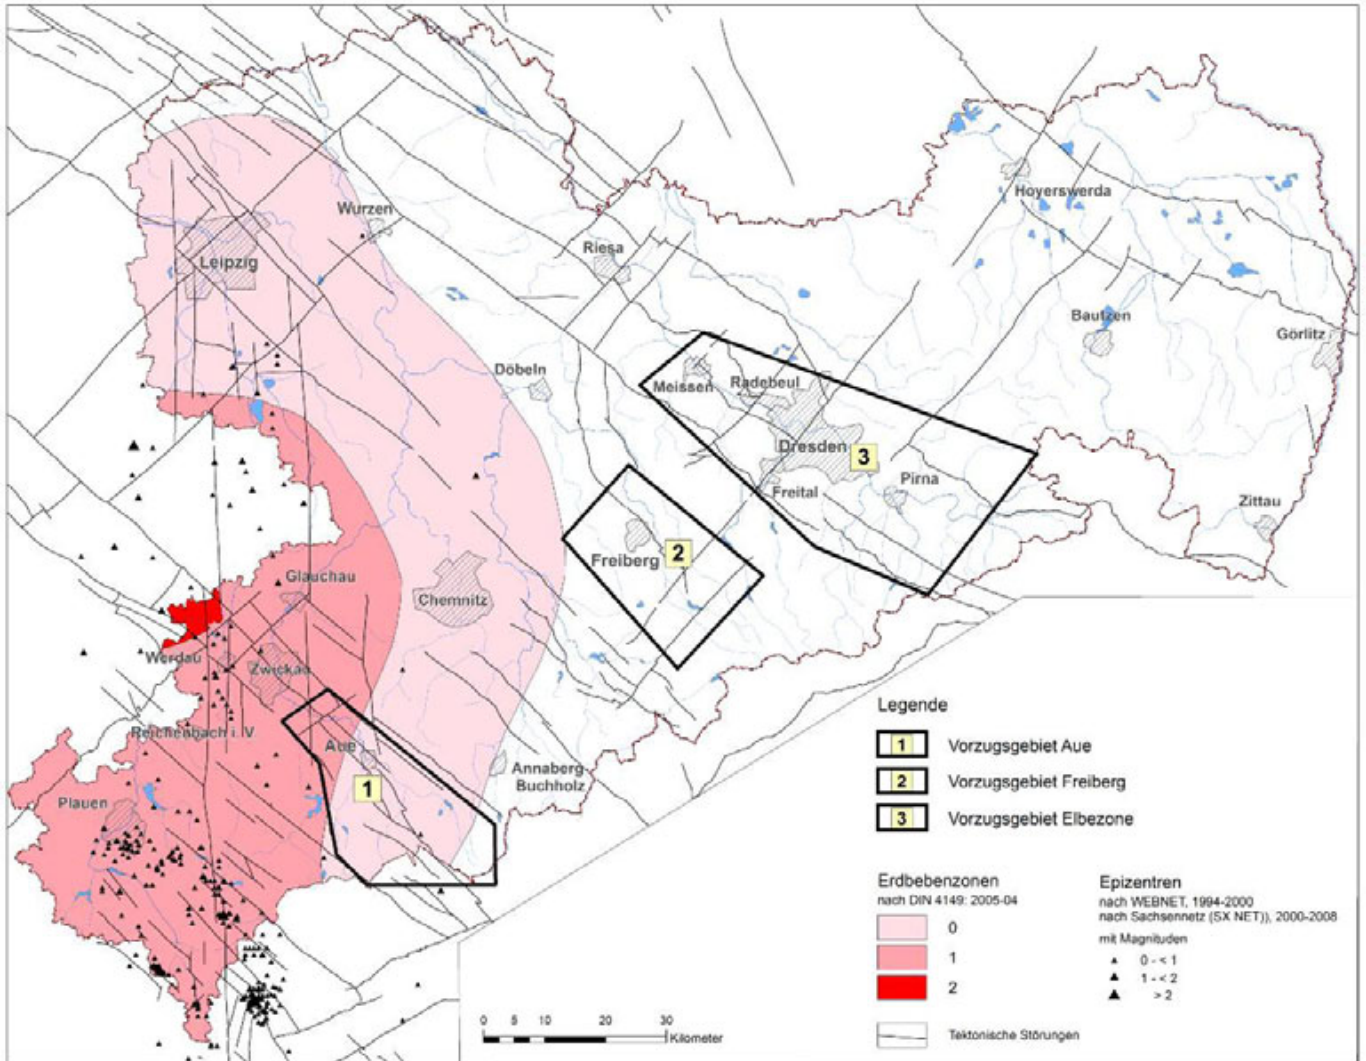 Hoyerswerda
Wurzen
Riesa
Leipzig
Bautzen
Görlitz
Döbeln
Meissen
Radebeul
Dresden
3
Pirna
Freital
Zittau
Freiberg
2
Glauchau
Chemnitz
Werdau
Zwickau
Reichenbach i. V.
Aue
1
Annaberg-
Buchholz
Plauen
Legende
1 Vorzugsgebiet Aue
2 Vorzugsgebiet Freiberg
3 Vorzugsgebiet Elbezone
Erdbebenzonen
nach DIN 4149: 2005-04
0
1
2
Tektonische Störungen
Epizentren
nach WEBNET, 1994-2000
nach Sachsennetz (SX NET)), 2000-2008
mit Magnituden
0 - < 1
1 - < 2
> 2
0 5 10 20 30
Kilometer